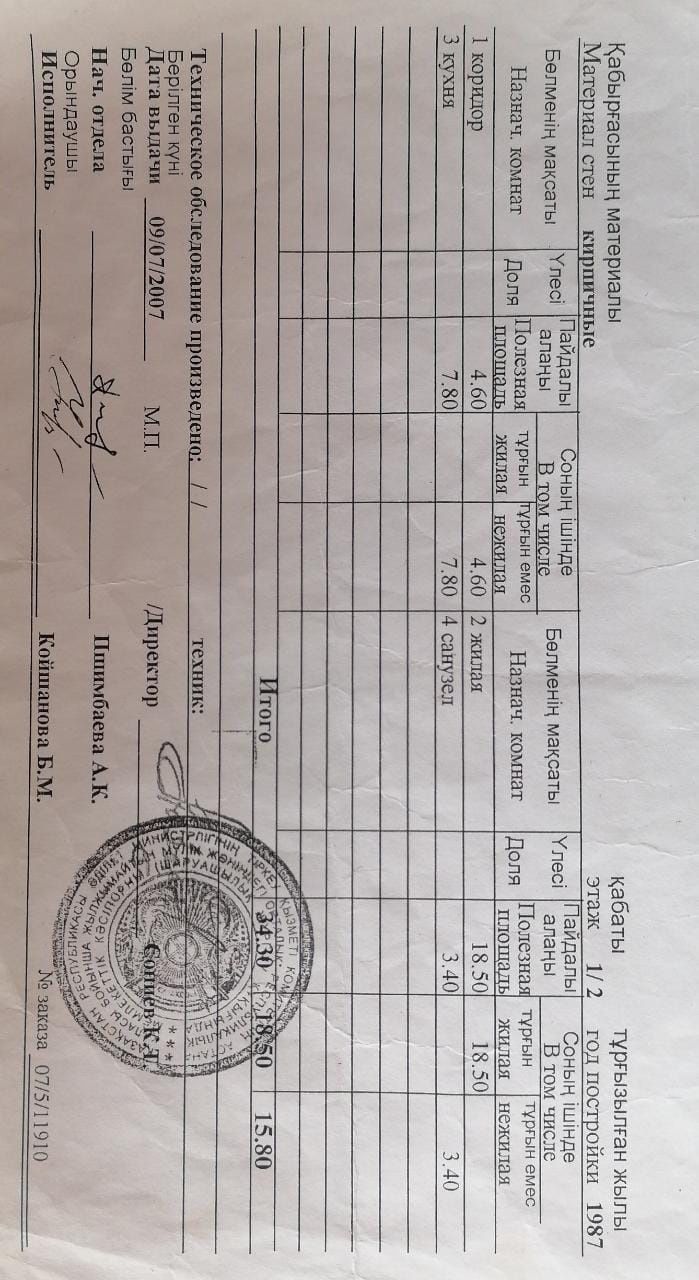 Қабырғасының материалы қабаты тұрғызылған жылы
Материал стен кирпичные этаж 1/2 год постройки 1987
Бөлменің мақсаты Үлесі Пайдалы алаңы Соның ішінде Бөлменің мақсаты Үлесі Пайдалы алаңы Соның ішінде
В том числе В том числе
Назнач. комнат Доля Полезная площадь тұрғын жилая тұрғын емес нежилая Назнач. комнат Доля Полезная площадь тұрғын жилая тұрғын емес нежилая
1 коридор 4.60 4.60 2 жилая 18.50 18.50
3 кухня 7.80 7.80 4 санузел 3.40 3.40
Итого 34.30 18.50 15.80
Техническое обследование произведено: / / техник:
Берілген күні
Дата выдачи 09/07/2007 М.П. /Директор
Бөлім бастығы
Нач. отдела Пшимбаева А.К.
Орындаушы
Исполнитель Койшанова Б.М. № заказа 07/5/11910